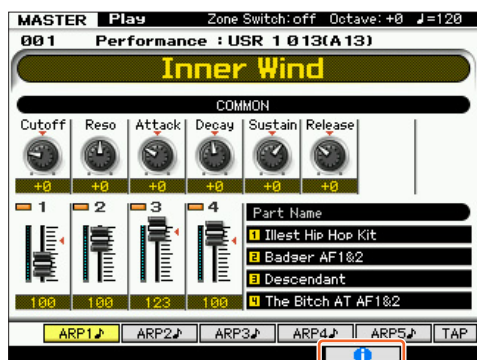 MASTER Play Zone Switch:off Octave:+0 ♩=120
001 Performance :USR 1 013(A13)
Inner Wind
COMMON
Cutoff Reso Attack Decay Sustain Release
+0 +0 +0 +0 +0 +0
1 2 3 4 Part Name
1 Illest Hip Hop Kit
2 Badger AF1&2
3 Descendant
4 The Bitch AT AF1&2
100 100 123 100
ARP1♪ ARP2♪ ARP3♪ ARP4♪ ARP5♪ TAP
i